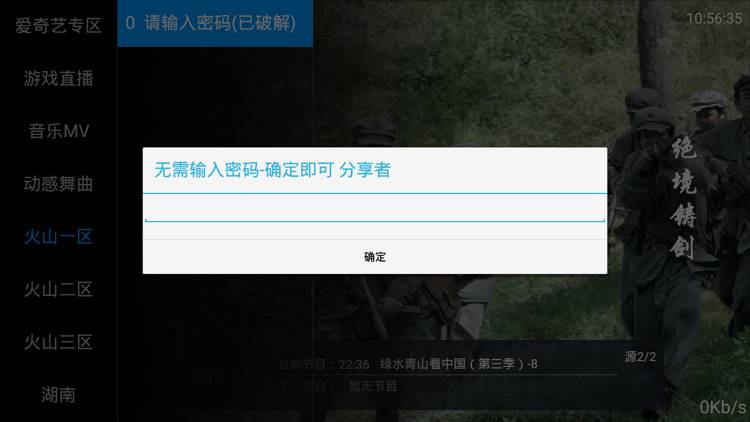 爱奇艺专区
0 请输入密码(已破解)
10:56:35
游戏直播
音乐MV
动感舞曲
火山一区
火山二区
火山三区
湖南
无需输入密码-确定即可 分享者
确定
绝境铸剑
1
当前节目：22:36 绿水青山看中国（第三季）-8
源2/2
下一节目： 暂无节目
0Kb/s